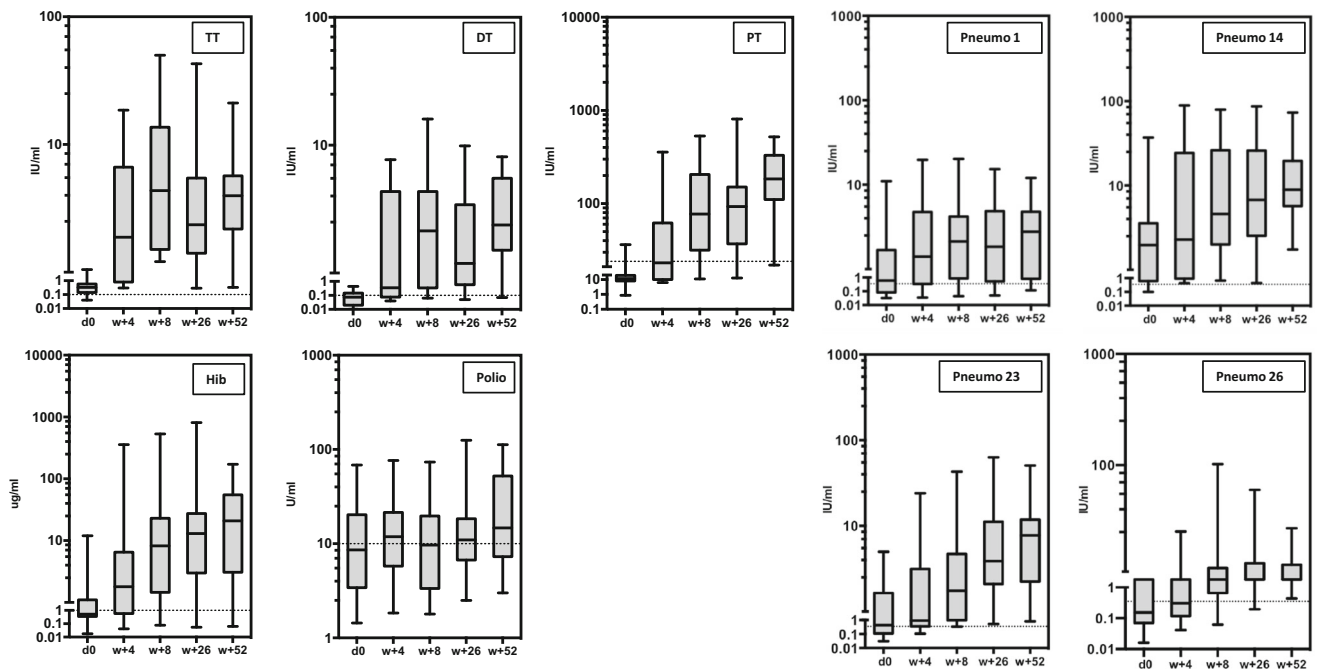 TT
100
10
1
0.1
0.01
IU/ml
d0 w+4 w+8 w+26 w+52
DT
100
10
1
0.1
0.01
IU/ml
d0 w+4 w+8 w+26 w+52
PT
10000
1000
100
10
1
0.1
IU/ml
d0 w+4 w+8 w+26 w+52
Pneumo 1
1000
100
10
1
0.1
0.01
IU/ml
d0 w+4 w+8 w+26 w+52
Pneumo 14
1000
100
10
1
0.1
0.01
IU/ml
d0 w+4 w+8 w+26 w+52
Hib
10000
1000
100
10
1
0.1
0.01
ug/ml
d0 w+4 w+8 w+26 w+52
Polio
1000
100
10
1
U/ml
d0 w+4 w+8 w+26 w+52
Pneumo 23
1000
100
10
1
0.1
0.01
IU/ml
d0 w+4 w+8 w+26 w+52
Pneumo 26
1000
100
1
0.1
0.01
IU/ml
d0 w+4 w+8 w+26 w+52